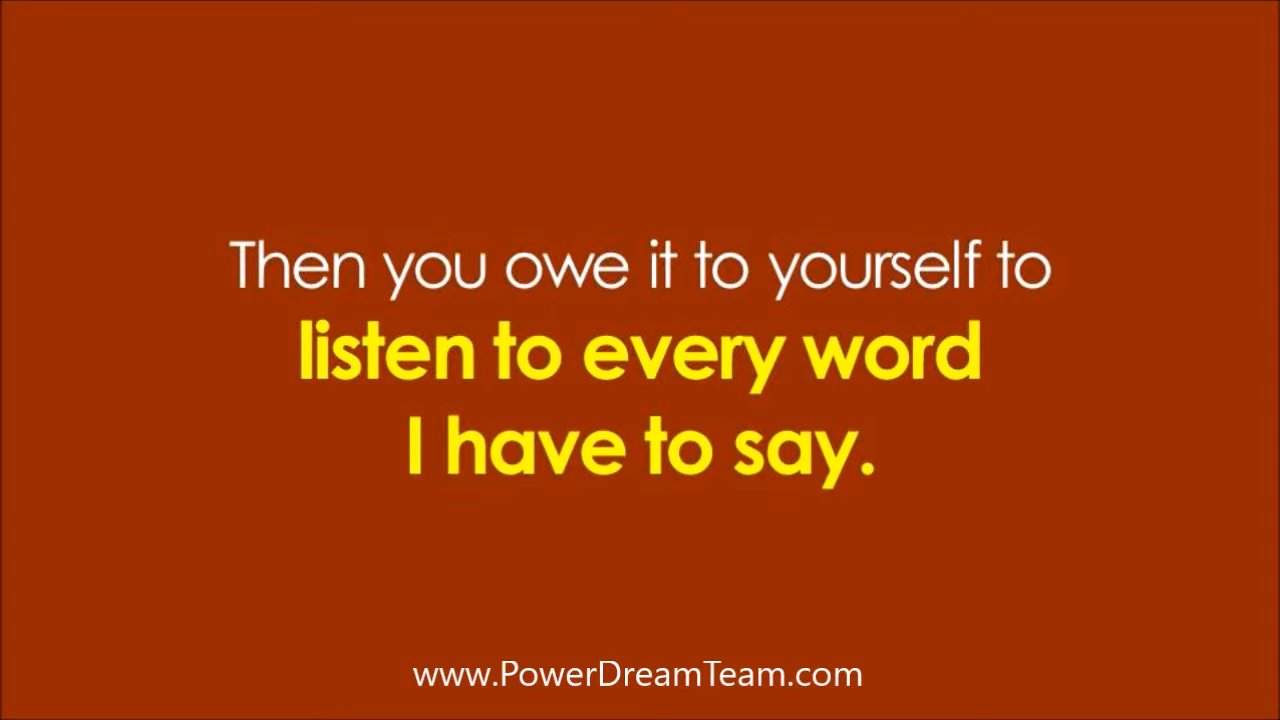 Then you owe it to yourself to
listen to every word
I have to say.
www.PowerDreamTeam.com